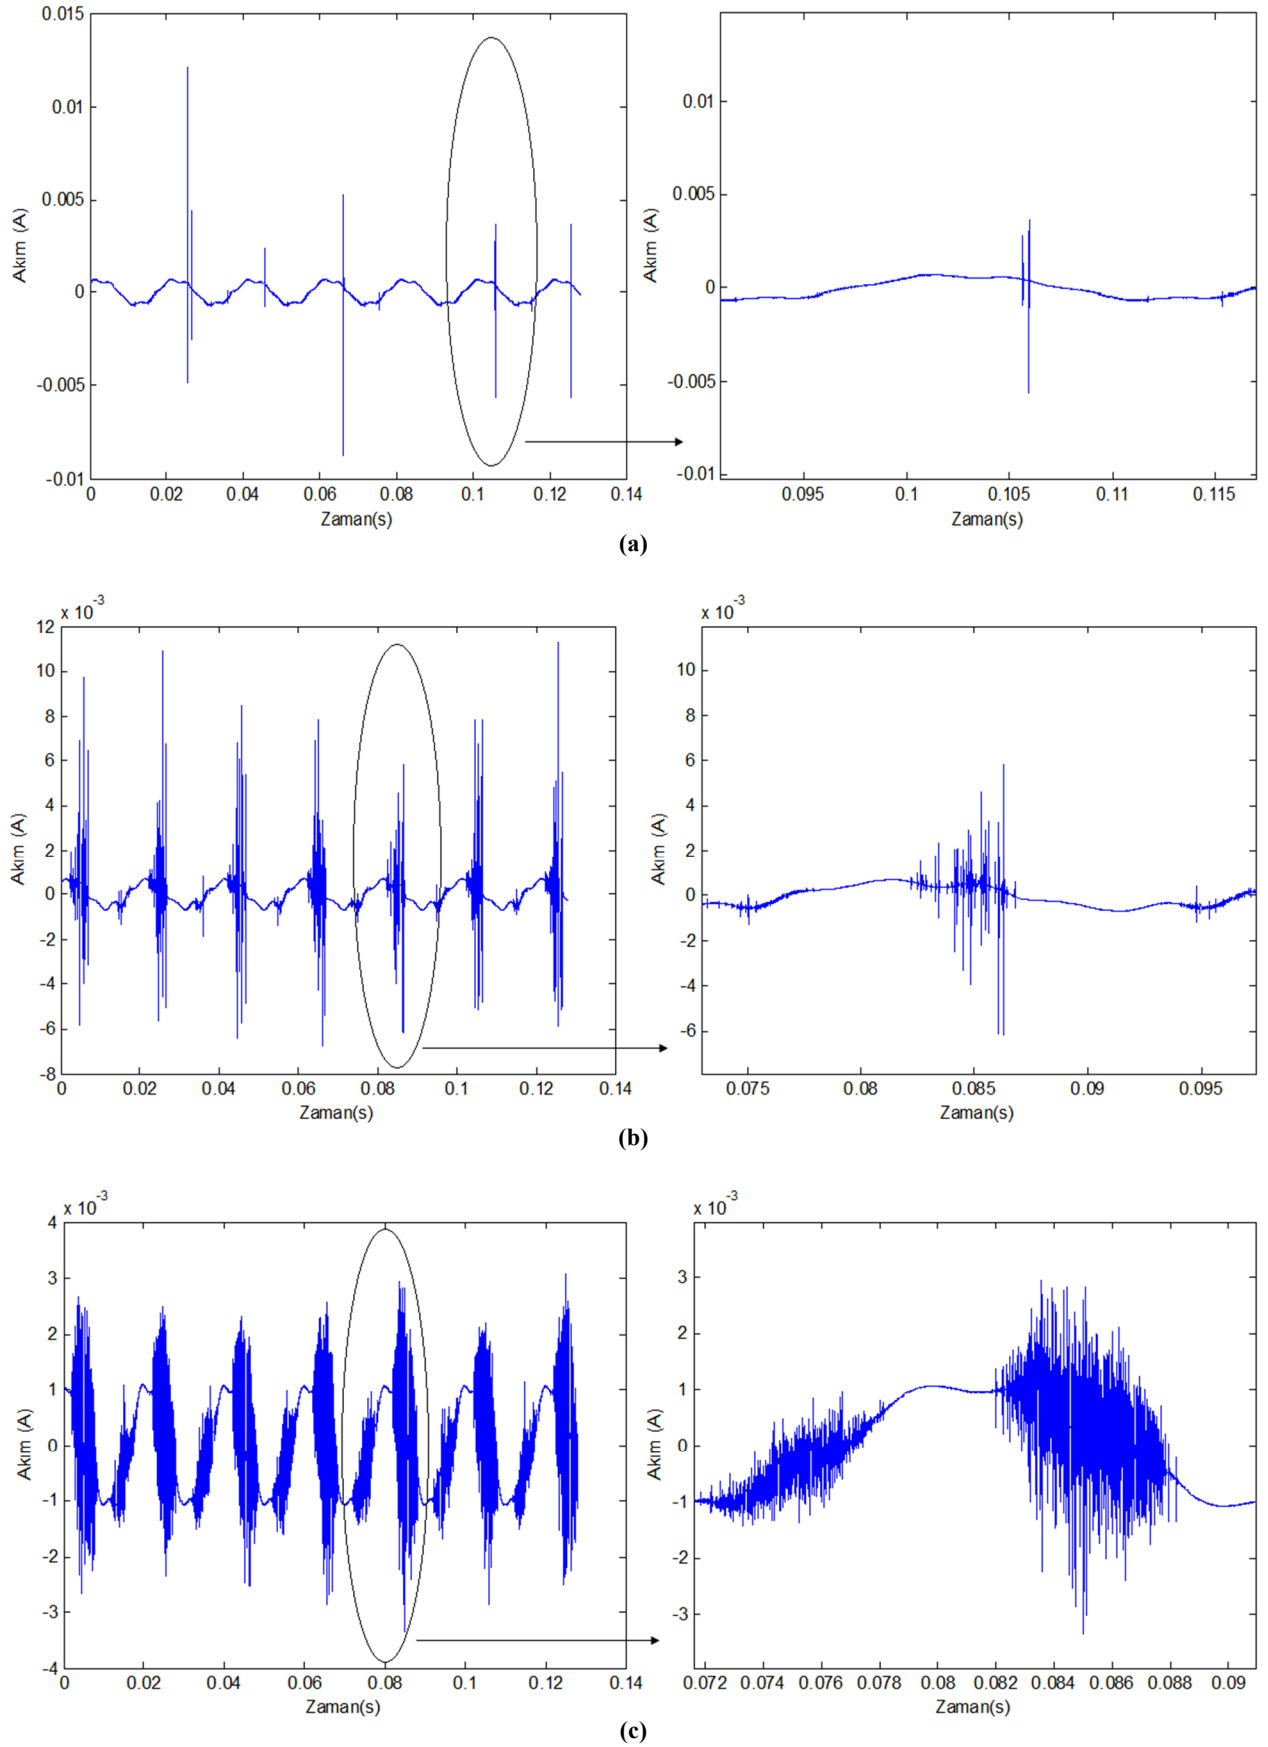 0.015
0.01
0.005
0
-0.005
-0.01
Akım (A)
0 0.02 0.04 0.06 0.08 0.1 0.12 0.14
Zaman(s)
0.01
0.005
0
-0.005
-0.01
Akım (A)
0.095 0.1 0.105 0.11 0.115
Zaman(s)
(a)
x 10-3
12
10
8
6
4
2
0
-2
-4
-6
-8
Akım (A)
0 0.02 0.04 0.06 0.08 0.1 0.12 0.14
Zaman(s)
x 10-3
10
8
6
4
2
0
-2
-4
-6
Akım (A)
0.075 0.08 0.085 0.09 0.095
Zaman(s)
(b)
x 10-3
4
3
2
1
0
-1
-2
-3
-4
Akım (A)
0 0.02 0.04 0.06 0.08 0.1 0.12 0.14
Zaman(s)
x 10-3
3
2
1
0
-1
-2
-3
Akım (A)
0.072 0.074 0.076 0.078 0.08 0.082 0.084 0.086 0.088 0.09
Zaman(s)
(c)